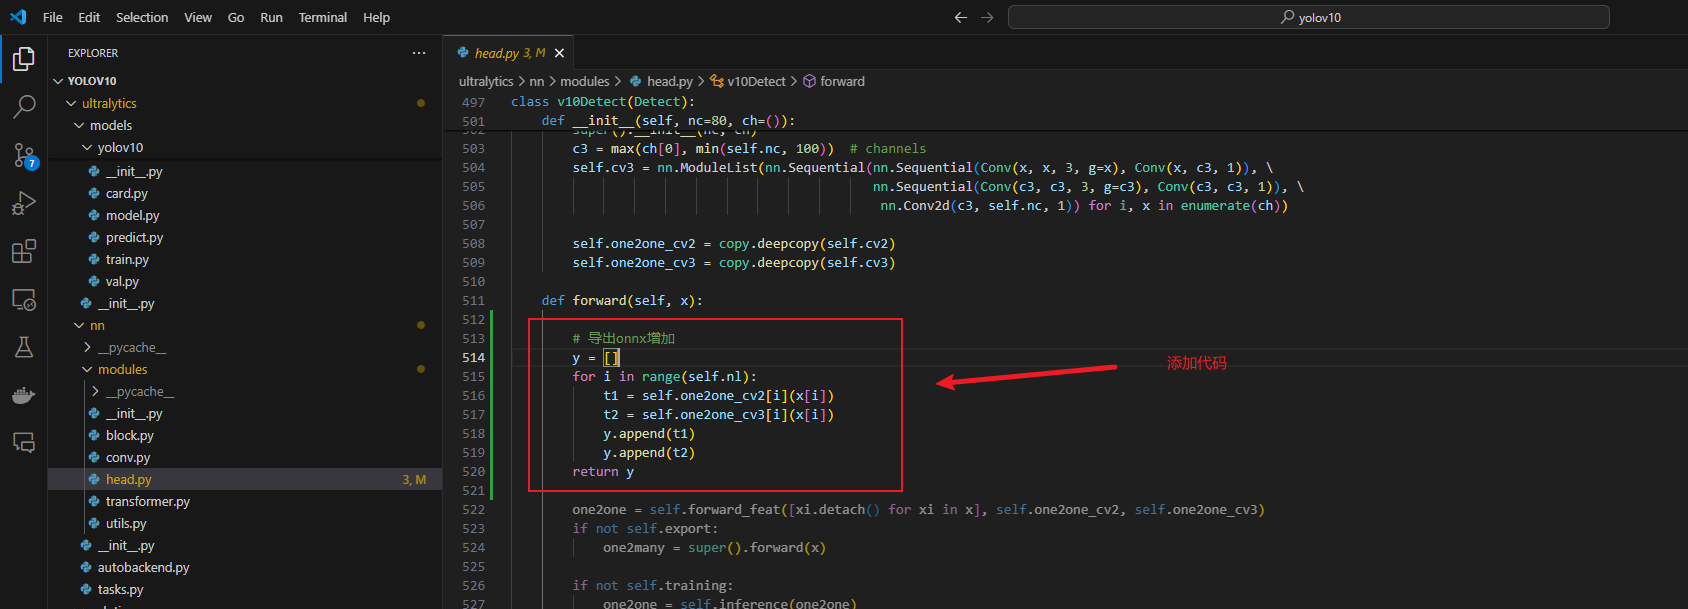 File Edit Selection View Go Run Terminal Help
yolov10
EXPLORER
YOLOV10
ultralytics
models
yolov10
__init__.py
card.py
model.py
predict.py
train.py
val.py
__init__.py
nn
__pycache__
modules
__pycache__
__init__.py
block.py
conv.py
head.py 3, M
transformer.py
utils.py
__init__.py
autobackend.py
tasks.py
7
head.py 3, M
ultralytics > nn > modules > head.py > v10Detect > forward
497 class v10Detect(Detect):
501 def __init__(self, nc=80, ch=()):
502 super().__init__(nc, ch)
503 c3 = max(ch[0], min(self.nc, 100)) # channels
504 self.cv3 = nn.ModuleList(nn.Sequential(nn.Sequential(Conv(x, x, 3, g=x), Conv(x, c3, 1)), \
505 nn.Sequential(Conv(c3, c3, 3, g=c3), Conv(c3, c3, 1)), \
506 nn.Conv2d(c3, self.nc, 1)) for i, x in enumerate(ch))
507
508 self.one2one_cv2 = copy.deepcopy(self.cv2)
509 self.one2one_cv3 = copy.deepcopy(self.cv3)
510
511 def forward(self, x):
512
513 # 导出onnx增加
514 y = []
515 for i in range(self.nl):
516 t1 = self.one2one_cv2[i](x[i])
517 t2 = self.one2one_cv3[i](x[i])
518 y.append(t1)
519 y.append(t2)
520 return y
521
522 one2one = self.forward_feat([xi.detach() for xi in x], self.one2one_cv2, self.one2one_cv3)
523 if not self.export:
524 one2many = super().forward(x)
525
526 if not self.training:
527 one2one = self.inference(one2one)
添加代码